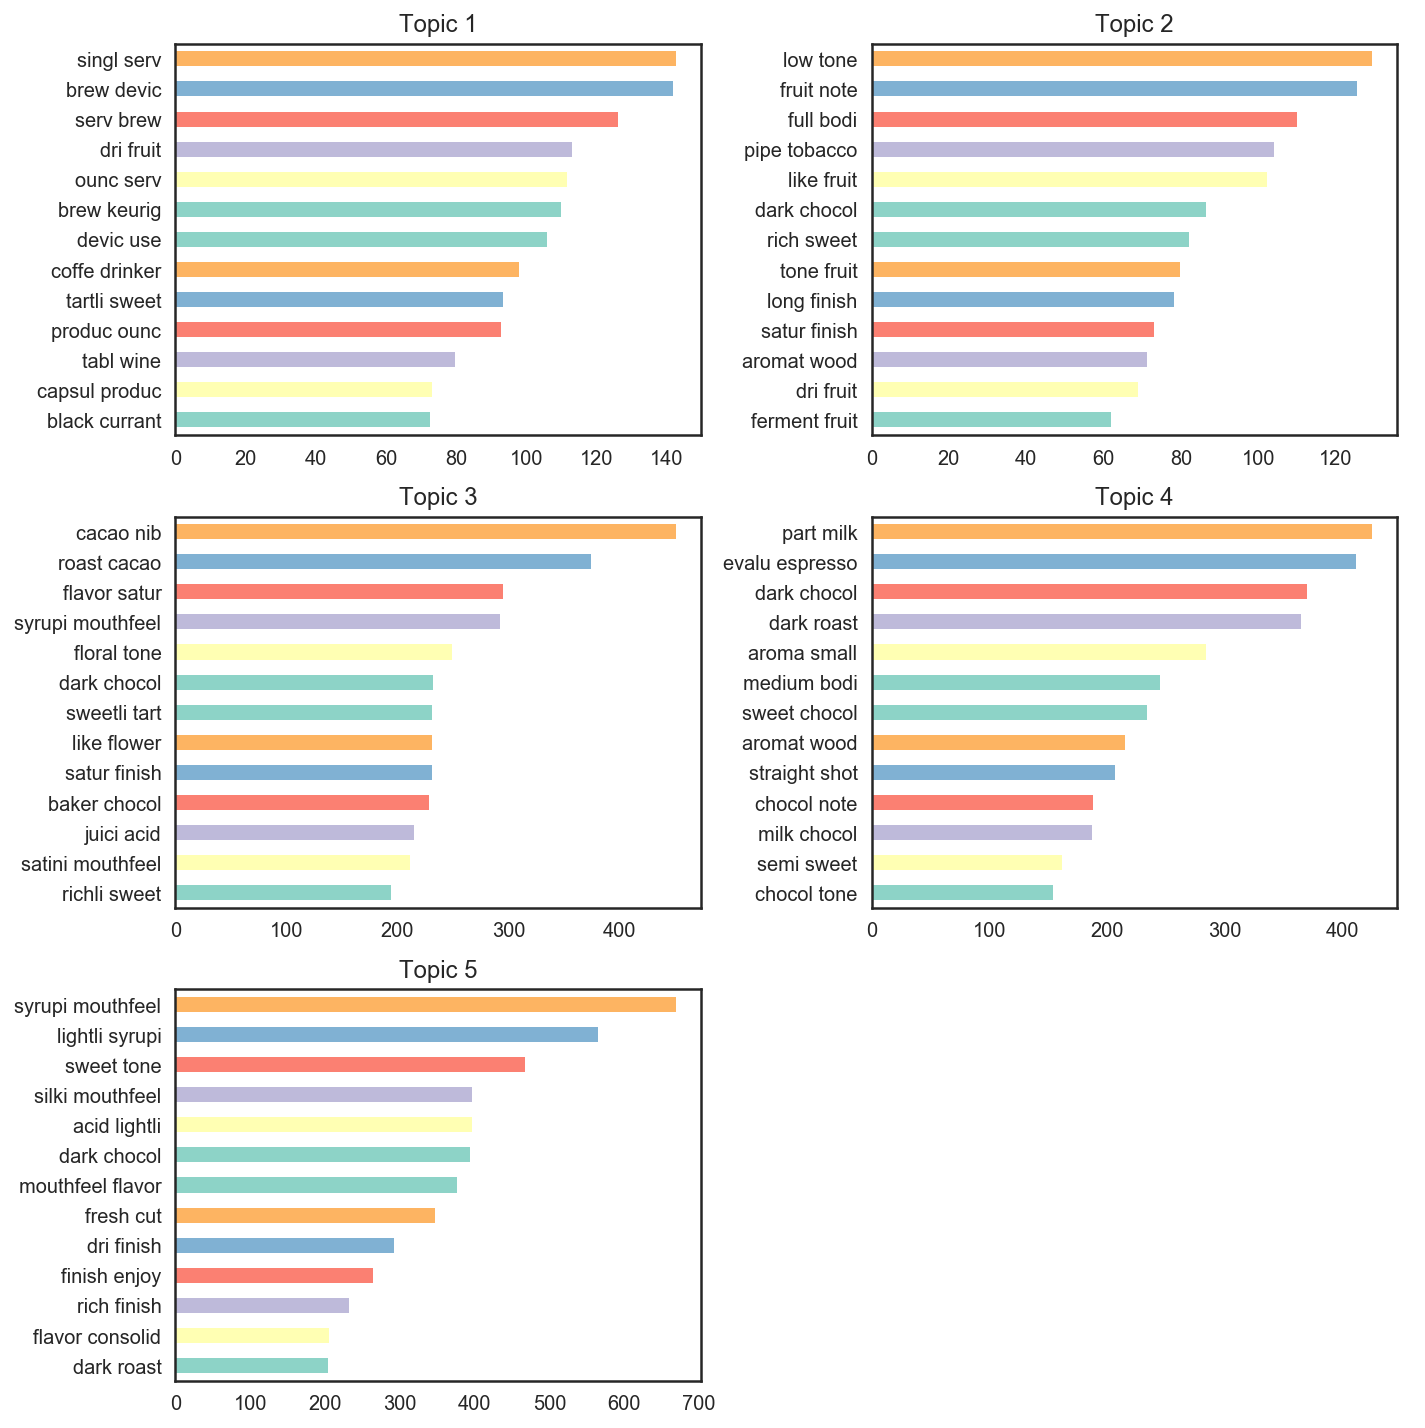 Topic 1
singl serv
brew devic
serv brew
dri fruit
ounc serv
brew keurig
devic use
coffe drinker
tartli sweet
produc ounc
tabl wine
capsul produc
black currant
0 20 40 60 80 100 120 140
Topic 2
low tone
fruit note
full bodi
pipe tobacco
like fruit
dark chocol
rich sweet
tone fruit
long finish
satur finish
aromat wood
dri fruit
ferment fruit
0 20 40 60 80 100 120
Topic 3
cacao nib
roast cacao
flavor satur
syrupi mouthfeel
floral tone
dark chocol
sweetli tart
like flower
satur finish
baker chocol
juici acid
satini mouthfeel
richli sweet
0 100 200 300 400
Topic 4
part milk
evalu espresso
dark chocol
dark roast
aroma small
medium bodi
sweet chocol
aromat wood
straight shot
chocol note
milk chocol
semi sweet
chocol tone
0 100 200 300 400
Topic 5
syrupi mouthfeel
lightli syrupi
sweet tone
silki mouthfeel
acid lightli
dark chocol
mouthfeel flavor
fresh cut
dri finish
finish enjoy
rich finish
flavor consolid
dark roast
0 100 200 300 400 500 600 700